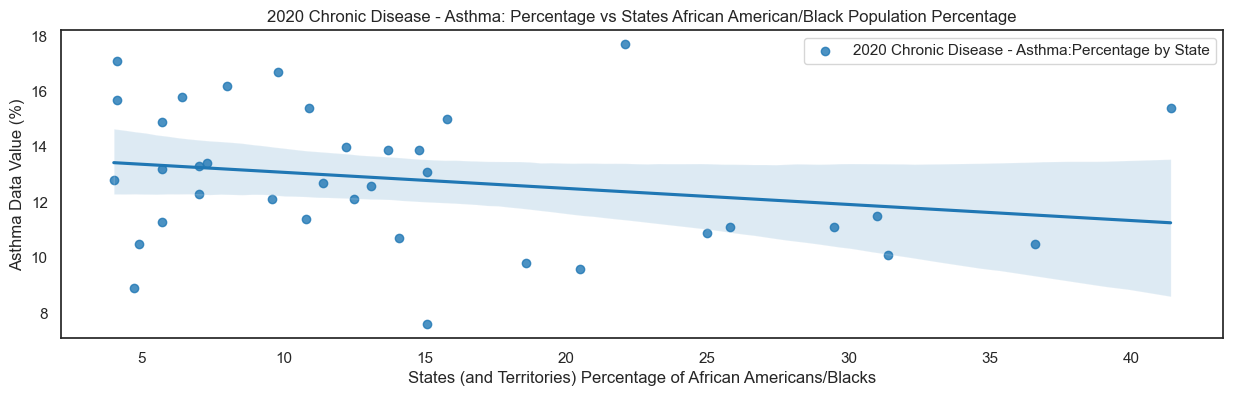 2020 Chronic Disease - Asthma: Percentage vs States African American/Black Population Percentage
2020 Chronic Disease - Asthma:Percentage by State
Asthma Data Value (%)
18
16
14
12
10
8
5 10 15 20 25 30 35 40
States (and Territories) Percentage of African Americans/Blacks